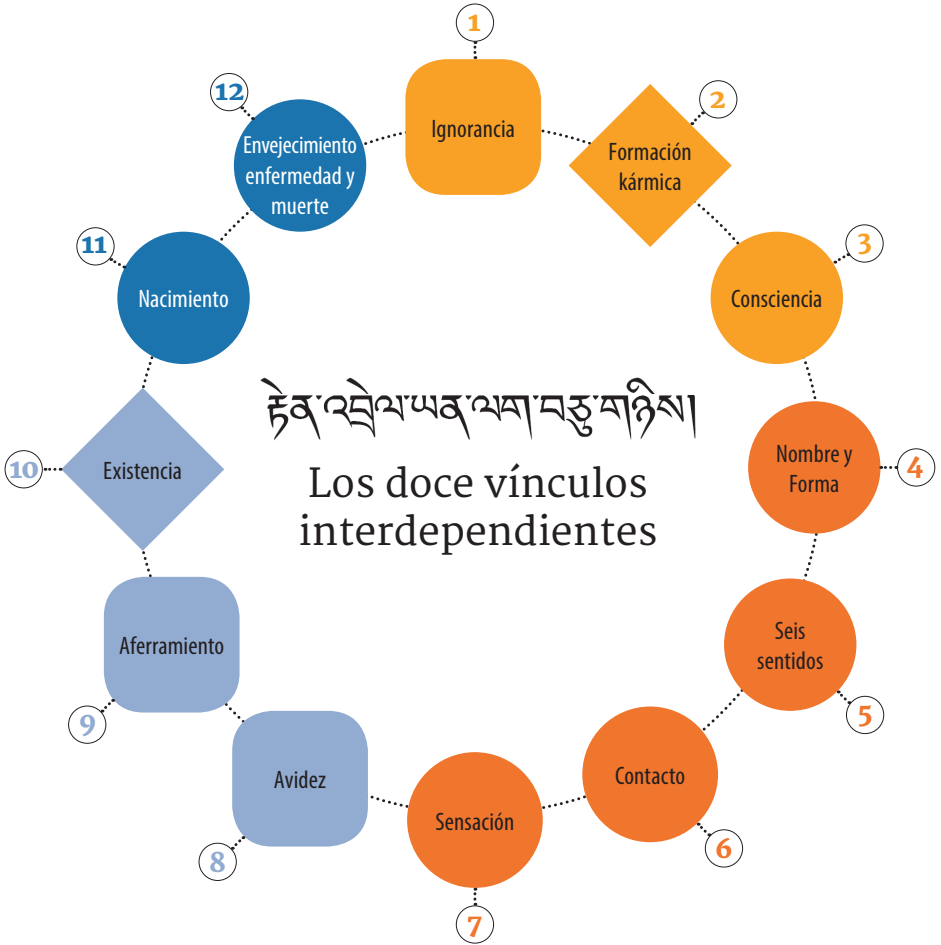 1
Ignorancia
2
Formación
kármica
3
Consciencia
4
Nombre y
Forma
5
Seis
sentidos
6
Contacto
7
Sensación
8
Avidez
9
Aferramiento
10
Existencia
11
Nacimiento
12
Envejecimiento
enfermedad y
muerte
རྟེན་འབྲེལ་ཡན་ལག་བཅུ་གཉིས།
Los doce vínculos
interdependientes